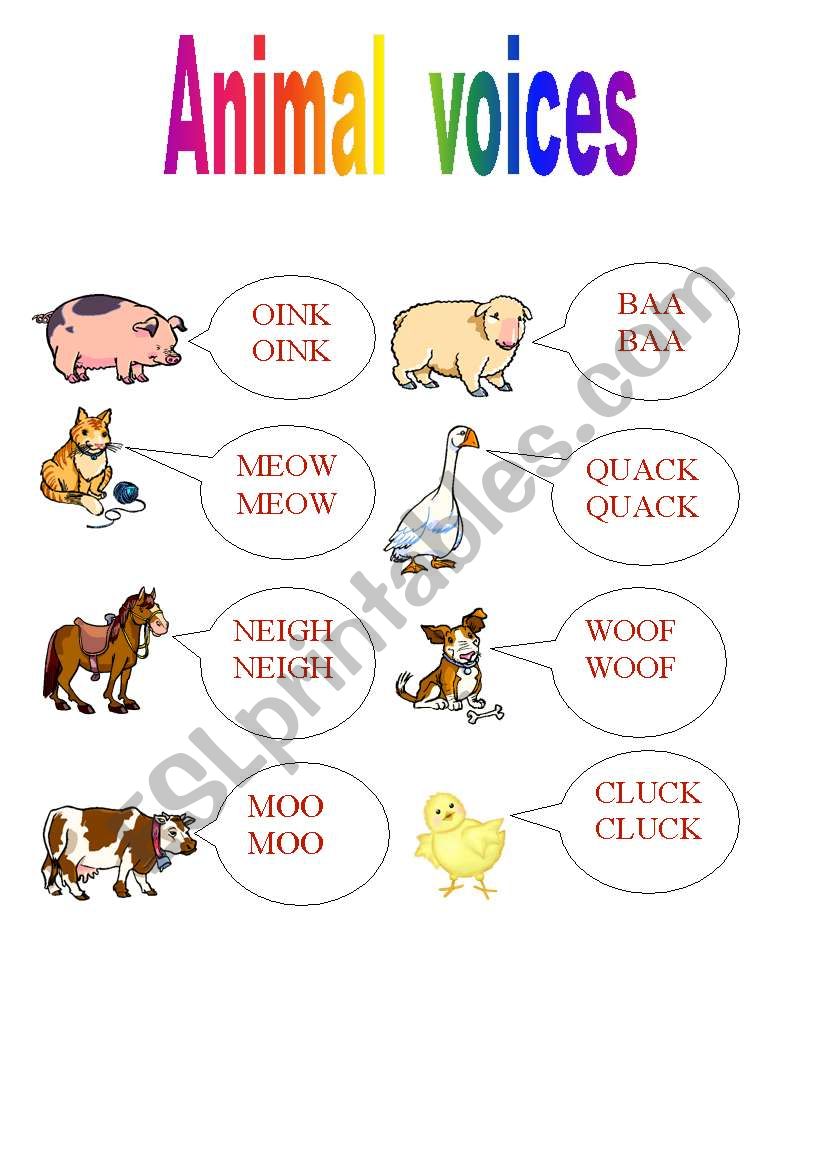 Animal voices
OINK
OINK
BAA
BAA
MEOW
MEOW
QUACK
QUACK
NEIGH
NEIGH
WOOF
WOOF
MOO
MOO
CLUCK
CLUCK
ESLprintables.com